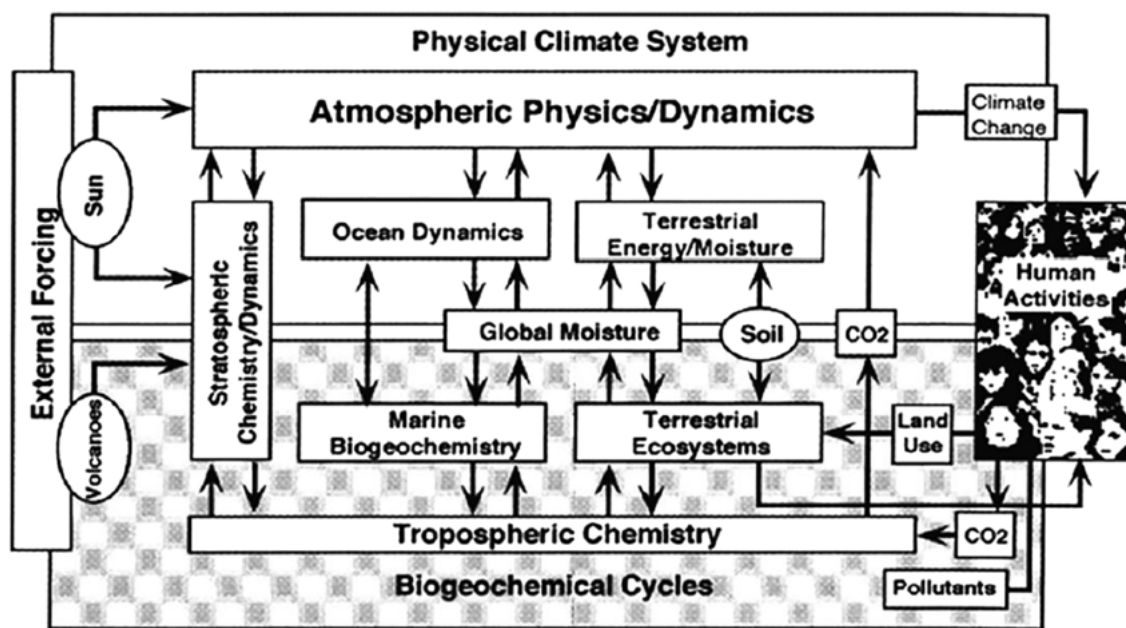 Physical Climate System
Atmospheric Physics/Dynamics
Climate
Change
External Forcing
Sun
Stratospheric
Chemistry/Dynamics
Ocean Dynamics
Terrestrial
Energy/Moisture
Human
Activities
Global Moisture
Soil
CO2
Volcanoes
Marine
Biogeochemistry
Terrestrial
Ecosystems
Land
Use
Tropospheric Chemistry
CO2
Biogeochemical Cycles
Pollutants